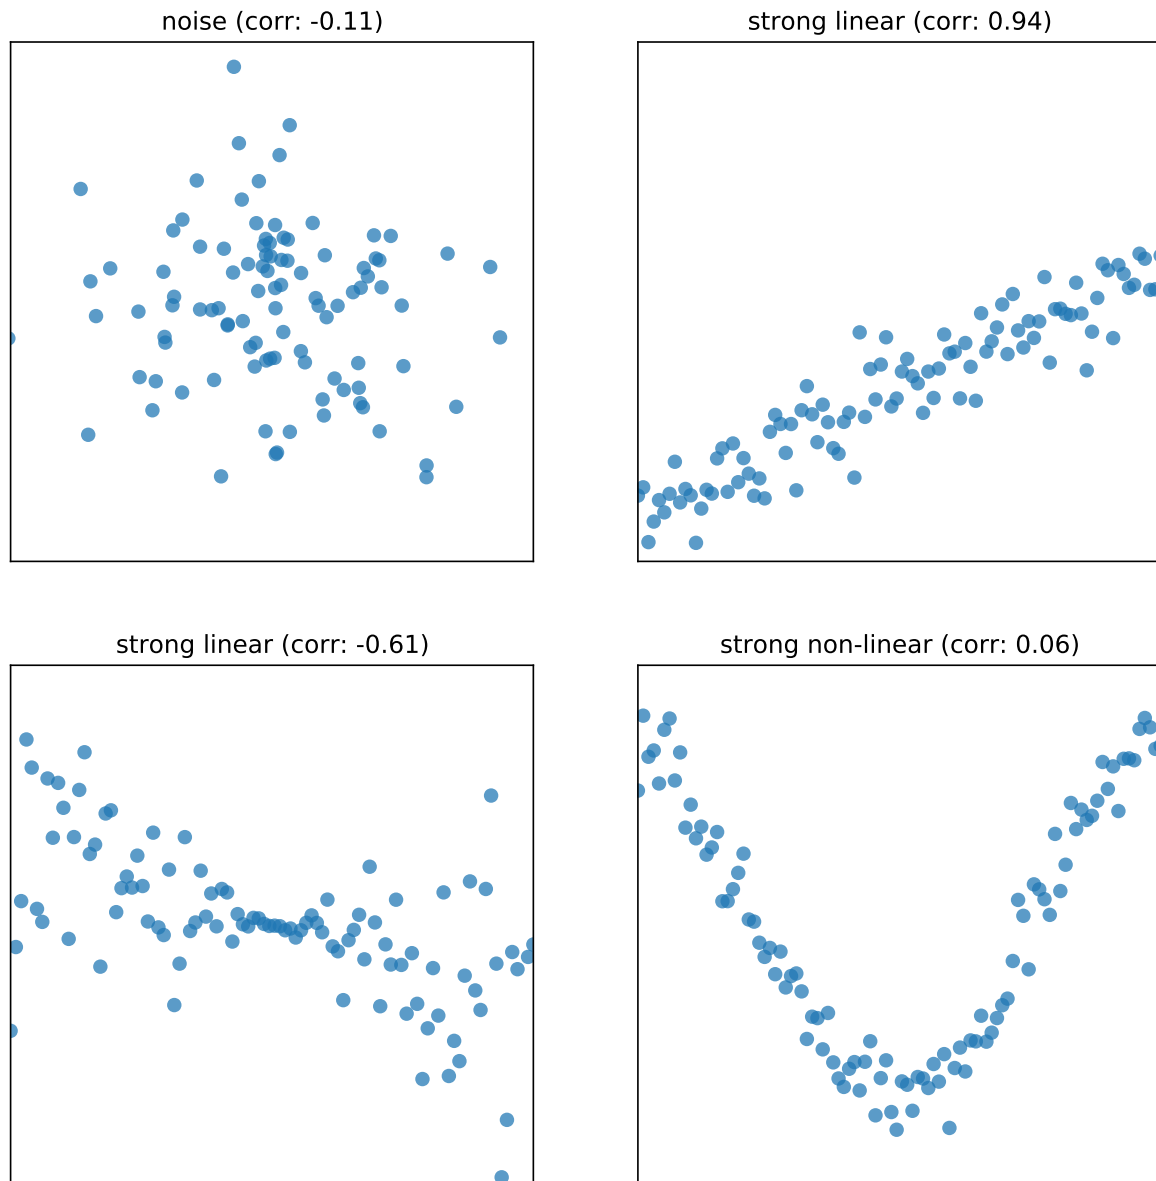 noise (corr: -0.11)
strong linear (corr: 0.94)
strong linear (corr: -0.61)
strong non-linear (corr: 0.06)